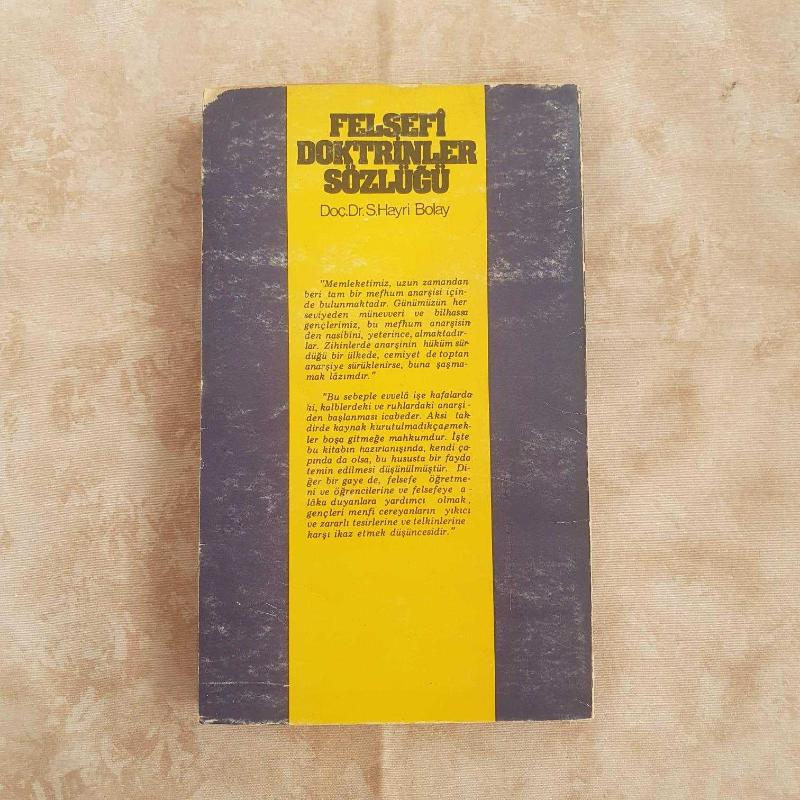 FELSEFÎ
DOKTRİNLER
SÖZLÜĞÜ
Doç.Dr.S.Hayri Bolay
"Memleketimiz, uzun zamandan
beri tam bir mefhum anarşisi için-
de bulunmaktadır. Günümüzün her
seviyeden münevveri ve bilhassa
gençlerimiz, bu mefhum anarşisin
den nasibini, yeterince, almaktadır-
lar. Zihinlerde anarşinin hüküm sür-
düğü bir ülkede, cemiyet de toptan
anarşiye sürüklenirse, buna şaşma-
mak lâzımdır."
"Bu sebeple evvelâ işe kafalarda
ki, kalblerdeki ve ruhlardaki anarşi-
den başlanması icabeder. Aksi tak-
dirde kaynak kurutulmadıkça,emek-
ler boşa gitmeğe mahkumdur. İşte
bu kitabın hazırlanışında, kendi ça-
pında da olsa, bu hususta bir fayda
temin edilmesi düşünülmüştür. Di-
ğer bir gaye de, felsefe öğretme-
ni ve öğrencilerine ve felsefeye a-
lâka duyanlara yardımcı olmak,
gençleri menfi cereyanların yıkıcı
ve zararlı tesirlerine ve telkinlerine
karşı ikaz etmek düşüncesidir."